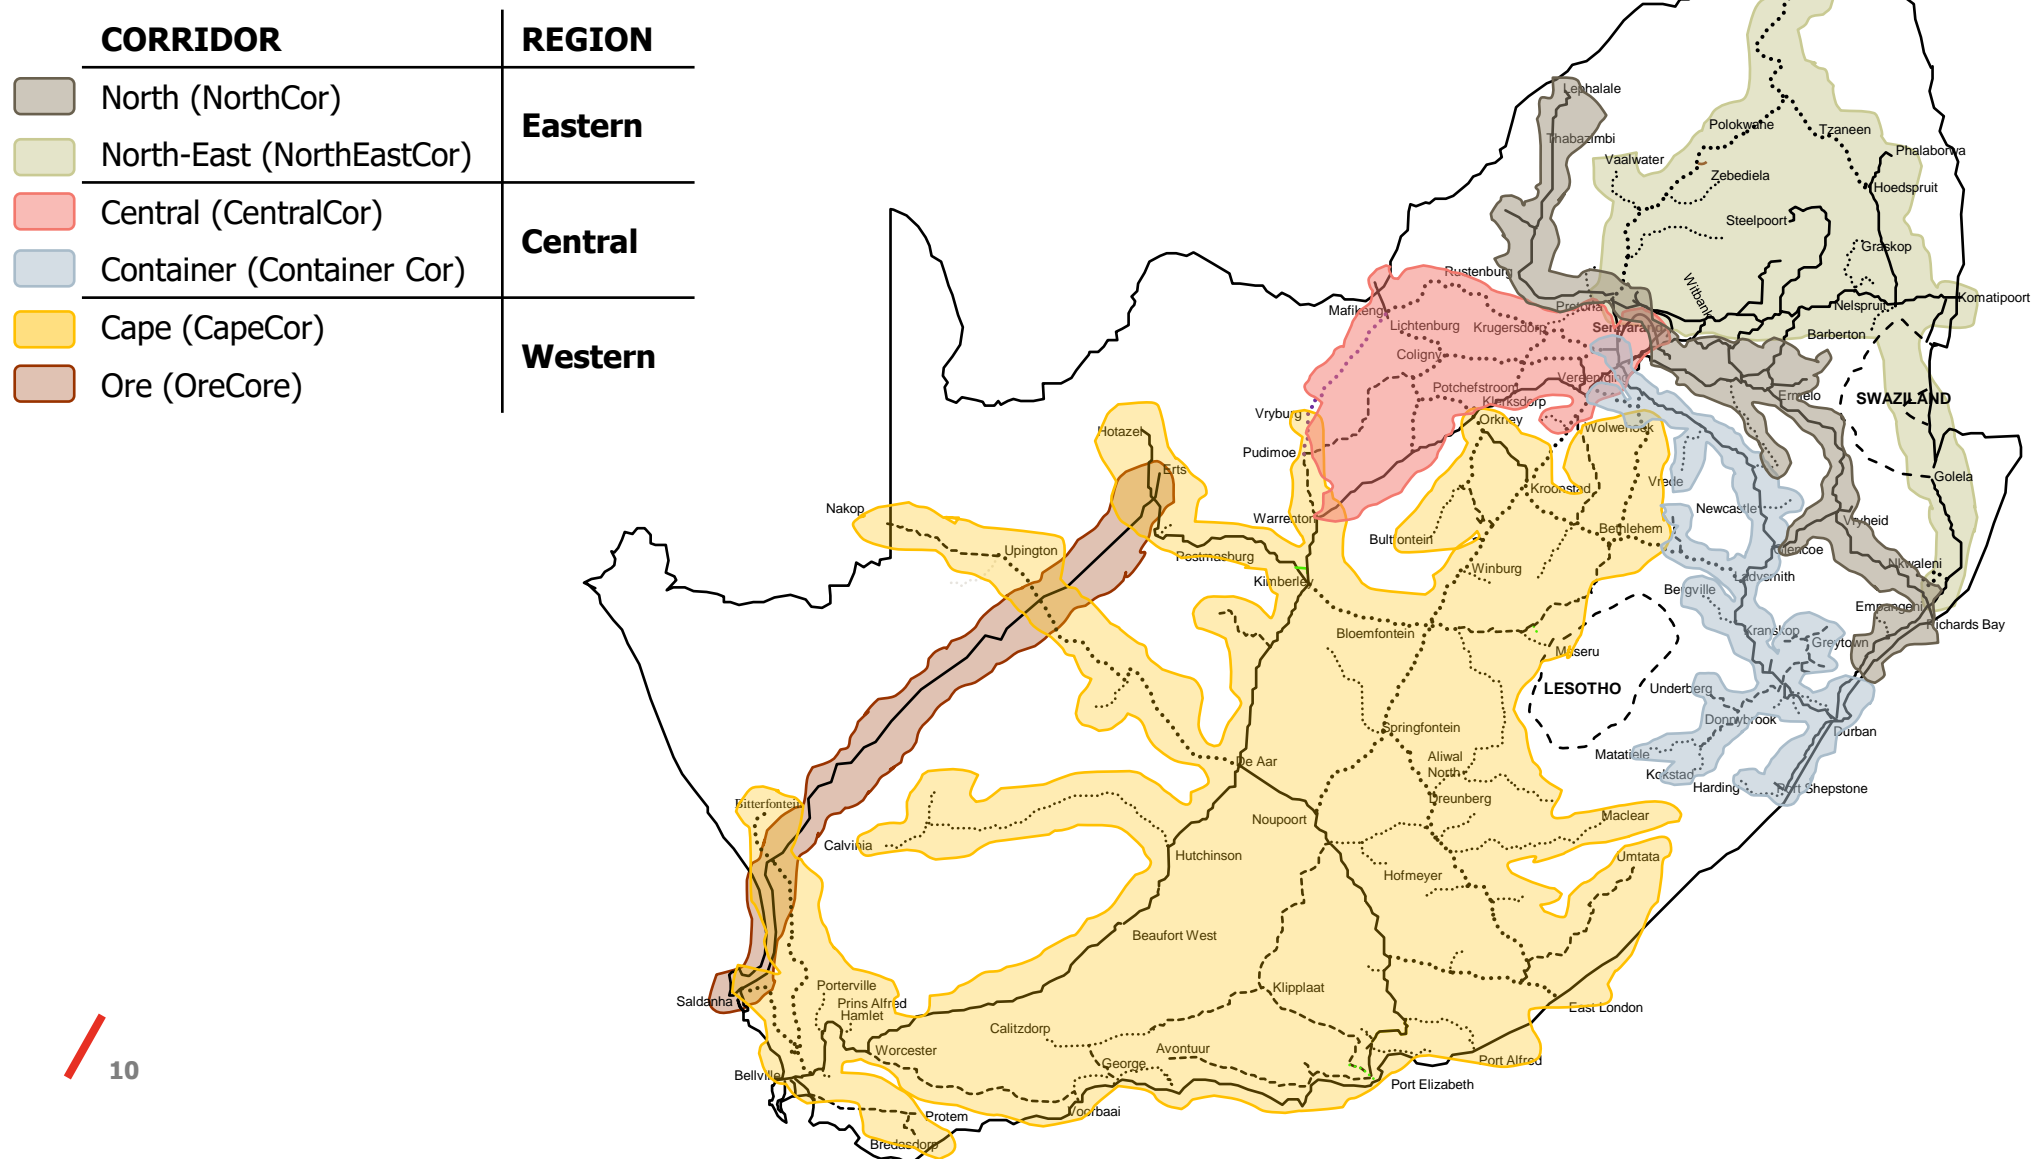 CORRIDOR REGION
North (NorthCor)
Eastern
North-East (NorthEastCor)
Central (CentralCor)
Central
Container (Container Cor)
Cape (CapeCor)
Western
Ore (OreCore)
Lephalale
Thabazimbi
Polokwane
Tzaneen
Vaalwater
Phalaborwa
Zebediela
Hoedspruit
Steelpoort
Graskop
Rustenburg
Witbank
Komatipoort
Mafikeng
Pretoria
Nelspruit
Lichtenburg
Krugersdorp
Sentrarand
Barberton
Coligny
Vereeniging
Potchefstroom
Ermelo
Klerksdorp
SWAZILAND
Vryburg
Orkney
Wolwehoek
Hotazel
Pudimoe
Erts
Golela
Kroonstad
Vrede
Nakop
Newcastle
Warrenton
Vryheid
Bethlehem
Bultfontein
Upington
Postmasburg
Glencoe
Nkwaleni
Winburg
Kimberley
Ladysmith
Bergville
Empangeni
Richards Bay
Bloemfontein
Kranskop
Greytown
Maseru
LESOTHO
Underberg
Donnybrook
Springfontein
Durban
Aliwal
North
Matatiele
De Aar
Kokstad
Harding
Port Shepstone
Bitterfontein
Dreunberg
Noupoort
Maclear
Calvinia
Hutchinson
Umtata
Hofmeyer
Beaufort West
Porterville
Klipplaat
Saldanha
Prins Alfred
Hamlet
East London
Calitzdorp
Worcester
Avontuur
George
Port Alfred
Bellville
Port Elizabeth
Voorbaai
Protem
Bredasdorp
10